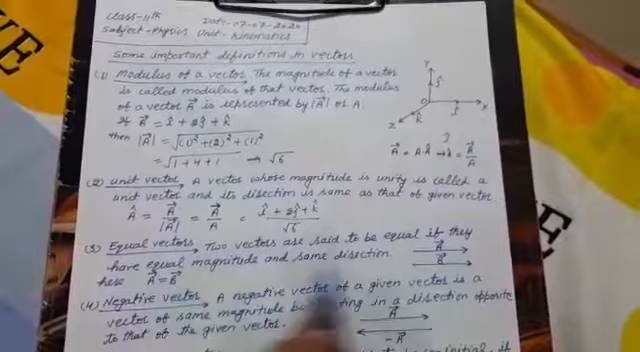 Class-11th
Date-07-07-2020
Subject-Physics Unit-Kinematics
Some important definitions in vectors
(1) Modulus of a vector → The magnitude of a vector
is called modulus of that vector. The modulus
of a vector A⃗ is represented by |A⃗| or A.
If A⃗ = î + 2ĵ + k̂
then |A⃗| = √(1)²+(2)²+(1)²
= √1+4+1 → √6
Y
ĵ
O
î
X
k̂
Z
A⃗ = A·Â → Â = A⃗/A
(2) unit vector → A vector whose magnitude is unity is called a
unit vector and its direction is same as that of given vector.
 = A⃗/|A⃗| = A⃗/A = î + 2ĵ + k̂/√6
(3) Equal vectors → Two vectors are said to be equal if they
have equal magnitude and same direction.
here A⃗ = B⃗
A⃗
B⃗
(4) Negative vector → A negative vector of a given vector is a
vector of same magnitude but in a direction opposite
to that of the given vector.
A⃗
-A⃗
initial